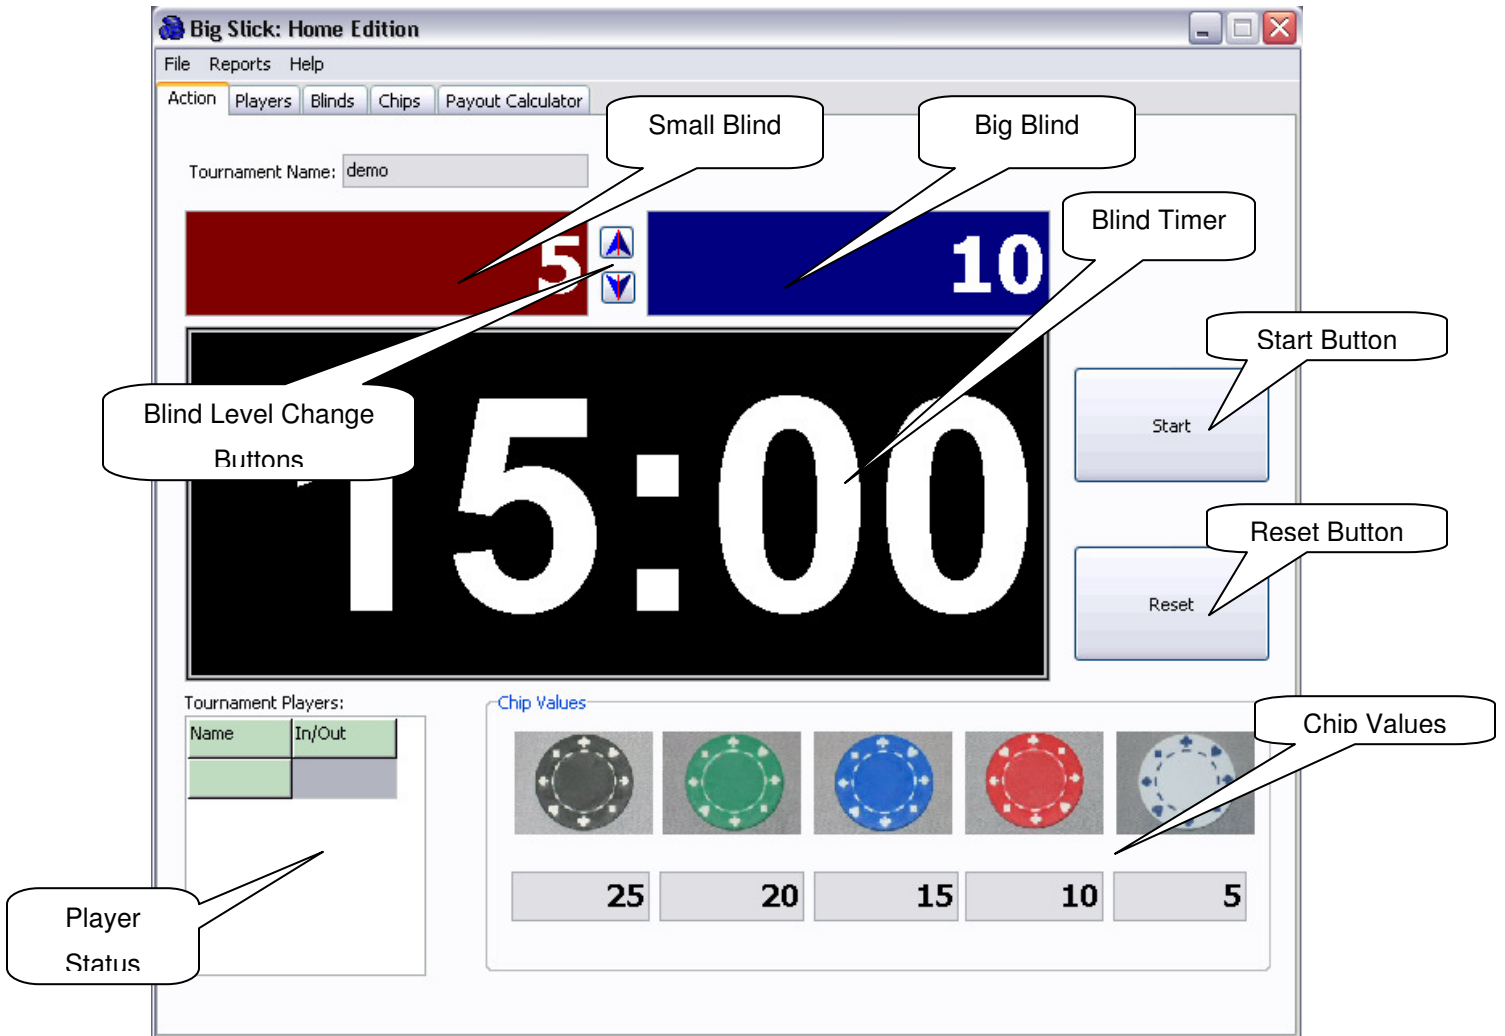 Big Slick: Home Edition
File Reports Help
Action Players Blinds Chips Payout Calculator
Small Blind
Big Blind
Tournament Name: demo
Blind Timer
5
10
Start Button
Blind Level Change
Buttons
15:00
Start
Reset Button
Reset
Tournament Players:
Chip Values
Name In/Out
Chip Values
25 20 15 10 5
Player
Status